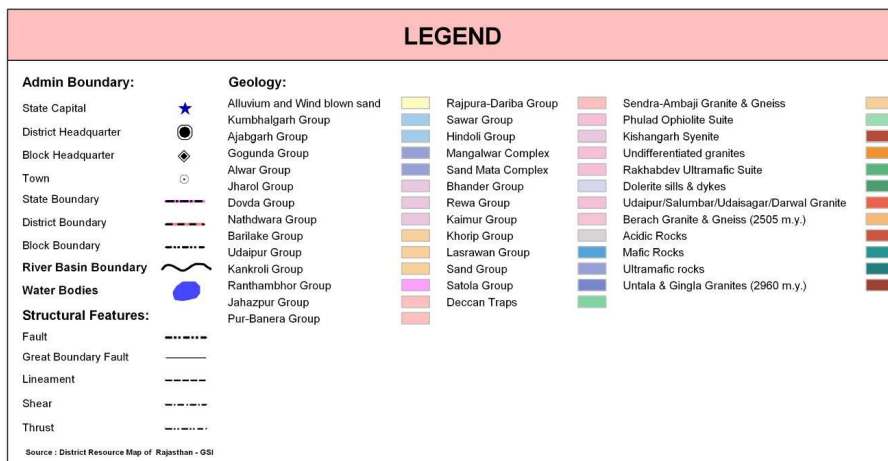 LEGEND
Admin Boundary:
State Capital
District Headquarter
Block Headquarter
Town
State Boundary
District Boundary
Block Boundary
River Basin Boundary
Water Bodies
Structural Features:
Fault
Great Boundary Fault
Lineament
Shear
Thrust
Source : District Resource Map of Rajasthan - GSI
Geology:
Alluvium and Wind blown sand
Kumbhalgarh Group
Ajabgarh Group
Gogunda Group
Alwar Group
Jharol Group
Dovda Group
Nathdwara Group
Barilake Group
Udaipur Group
Kankroli Group
Ranthambhor Group
Jahazpur Group
Pur-Banera Group
Rajpura-Dariba Group
Sawar Group
Hindoli Group
Mangalwar Complex
Sand Mata Complex
Bhander Group
Rewa Group
Kaimur Group
Khorip Group
Lasrawan Group
Sand Group
Satola Group
Deccan Traps
Sendra-Ambaji Granite & Gneiss
Phulad Ophiolite Suite
Kishangarh Syenite
Undifferentiated granites
Rakhabdev Ultramafic Suite
Dolerite sills & dykes
Udaipur/Salumbar/Udaisagar/Darwal Granite
Berach Granite & Gneiss (2505 m.y.)
Acidic Rocks
Mafic Rocks
Ultramafic rocks
Untala & Gingla Granites (2960 m.y.)